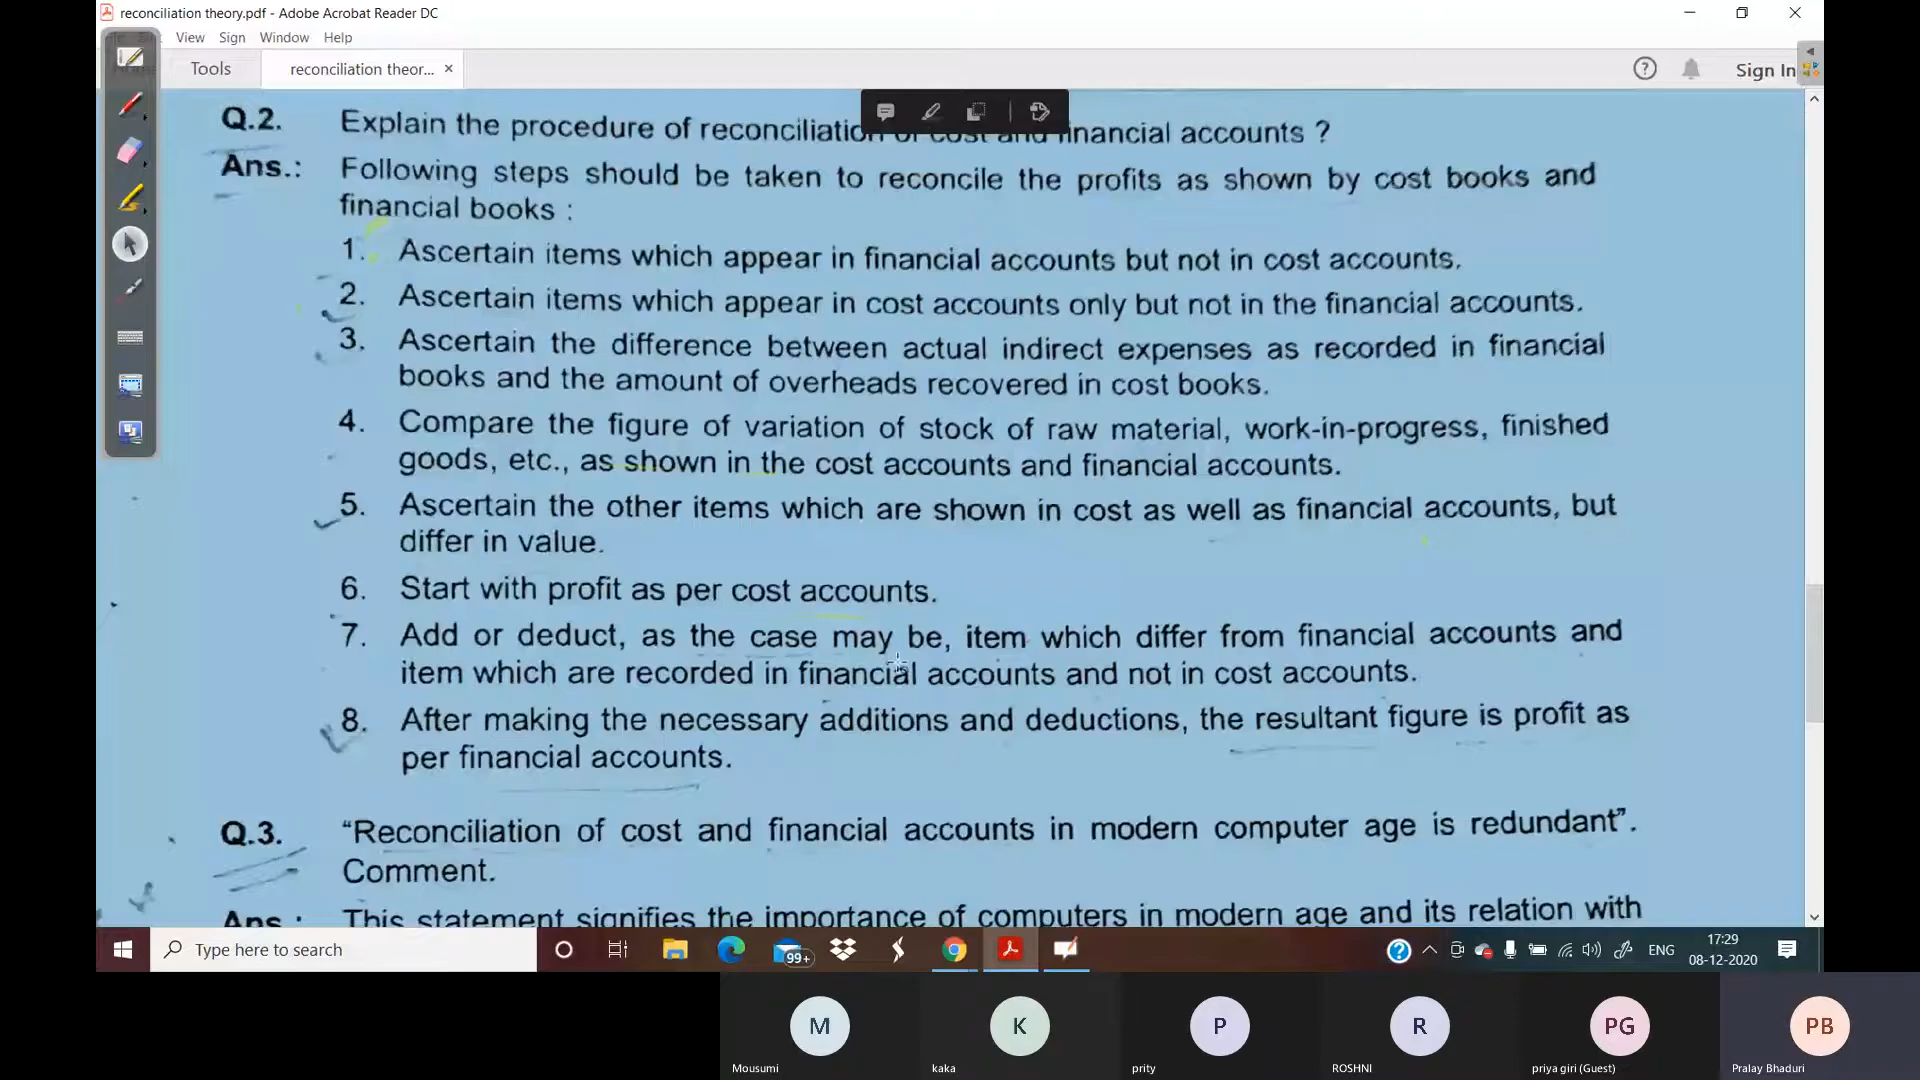 reconciliation theory.pdf - Adobe Acrobat Reader DC
View Sign Window Help
Tools
reconciliation theor... ×
Sign In
Q.2. Explain the procedure of reconciliation of cost and financial accounts ?
Ans.: Following steps should be taken to reconcile the profits as shown by cost books and
financial books :
1. Ascertain items which appear in financial accounts but not in cost accounts.
2. Ascertain items which appear in cost accounts only but not in the financial accounts.
3. Ascertain the difference between actual indirect expenses as recorded in financial
books and the amount of overheads recovered in cost books.
4. Compare the figure of variation of stock of raw material, work-in-progress, finished
goods, etc., as shown in the cost accounts and financial accounts.
5. Ascertain the other items which are shown in cost as well as financial accounts, but
differ in value.
6. Start with profit as per cost accounts.
7. Add or deduct, as the case may be, item which differ from financial accounts and
item which are recorded in financial accounts and not in cost accounts.
8. After making the necessary additions and deductions, the resultant figure is profit as
per financial accounts.
Q.3. “Reconciliation of cost and financial accounts in modern computer age is redundant”.
Comment.
Ans.: This statement signifies the importance of computers in modern age and its relation with
Type here to search
99+
ENG
17:29
08-12-2020
M
K
P
R
PG
PB
Mousumi
kaka
prity
ROSHNI
priya giri (Guest)
Pralay Bhaduri